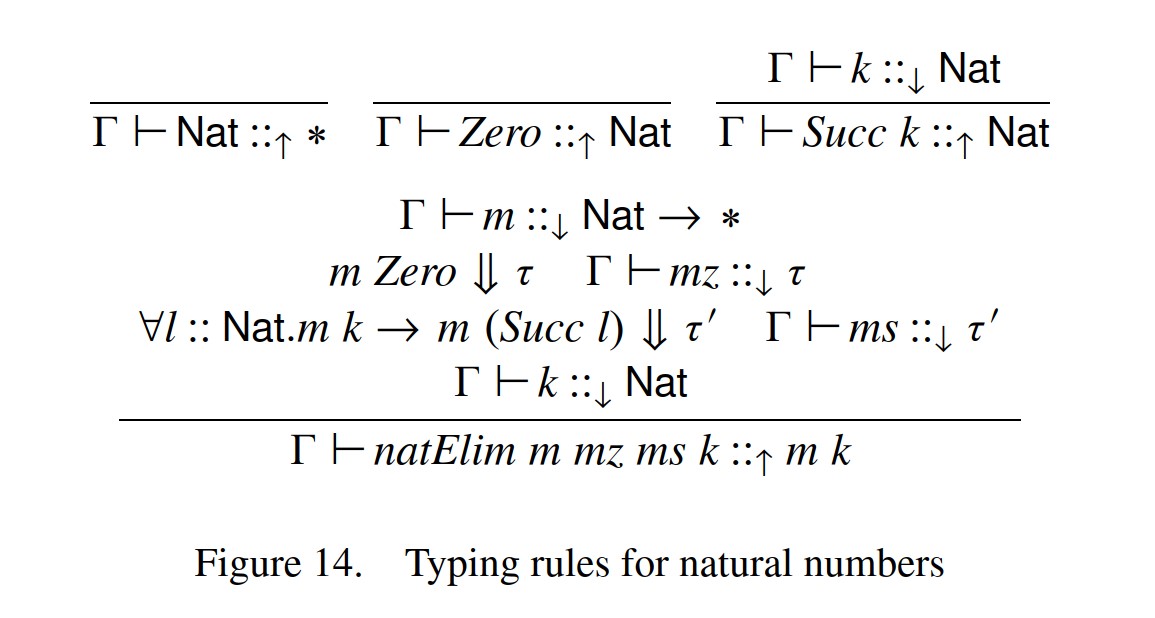 Γ ⊢ k ::↓ Nat
Γ ⊢ Nat ::↑ ∗ Γ ⊢ Zero ::↑ Nat Γ ⊢ Succ k ::↑ Nat
Γ ⊢ m ::↓ Nat → ∗
m Zero ⇓ τ Γ ⊢ mz ::↓ τ
∀l :: Nat.m k → m (Succ l) ⇓ τ′ Γ ⊢ ms ::↓ τ′
Γ ⊢ k ::↓ Nat
Γ ⊢ natElim m mz ms k ::↑ m k
Figure 14. Typing rules for natural numbers